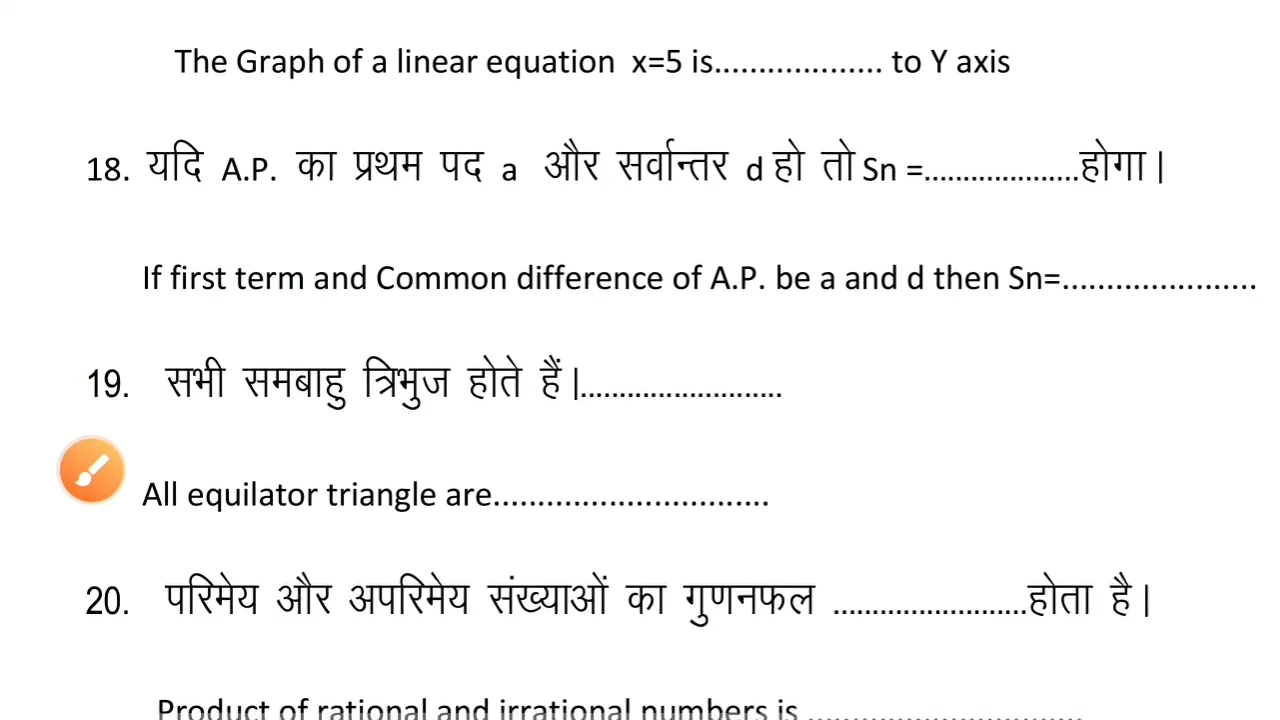 The Graph of a linear equation x=5 is................... to Y axis
18. यदि A.P. का प्रथम पद a और सर्वान्तर d हो तो Sn =....................होगा |
If first term and Common difference of A.P. be a and d then Sn=......................
19. सभी समबाहु त्रिभुज होते हैं |..........................
All equilator triangle are...............................
20. परिमेय और अपरिमेय संख्याओं का गुणनफल .........................होता है |
Product of rational and irrational numbers is ...............................